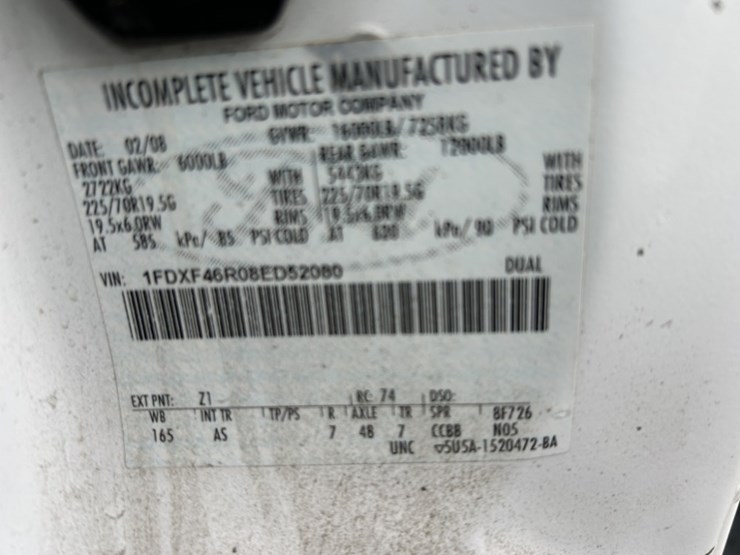 INCOMPLETE VEHICLE MANUFACTURED BY
FORD MOTOR COMPANY
DATE: 02/08 GVWR: 16000LB/7258KG
FRONT GAWR: 6000LB REAR GAWR: 12000LB
2722KG WITH 5443KG WITH
225/70R19.5G TIRES 225/70R19.5G TIRES
19.5x6.0RW RIMS 19.5x6.0RW RIMS
AT 585 kPa/ 85 PSI COLD AT 620 kPa/ 90 PSI COLD
VIN: 1FDXF46R08ED52080 DUAL
EXT PNT: Z1 RC: 74 DSO:
WB INT TR TP/PS R AXLE TR SPR 8F726
165 AS 7 48 7 CCBB NOS
UNC ▽5U5A-1520472-BA